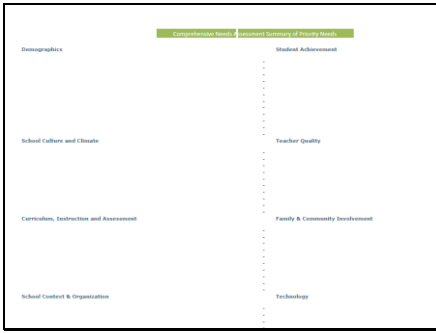 Comprehensive Needs Assessment Summary of Priority Needs
Demographics
Student Achievement
School Culture and Climate
Teacher Quality
Curriculum, Instruction and Assessment
Family & Community Involvement
School Context & Organization
Technology